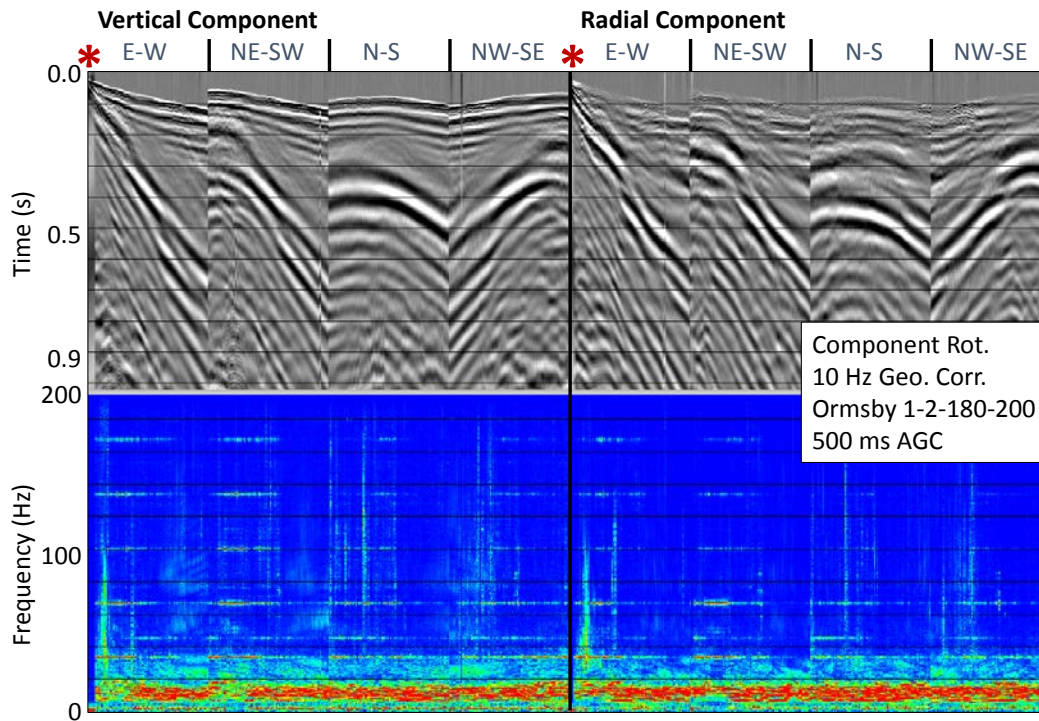 Vertical Component
Radial Component
* E-W NE-SW N-S NW-SE * E-W NE-SW N-S NW-SE
0.0
Time (s)
0.5
0.9
Component Rot.
10 Hz Geo. Corr.
Ormsby 1-2-180-200
500 ms AGC
200
Frequency (Hz)
100
0